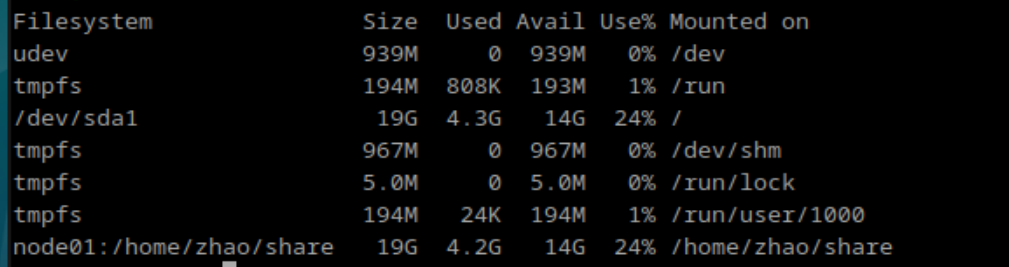 Filesystem Size Used Avail Use% Mounted on
udev 939M 0 939M 0% /dev
tmpfs 194M 808K 193M 1% /run
/dev/sda1 19G 4.3G 14G 24% /
tmpfs 967M 0 967M 0% /dev/shm
tmpfs 5.0M 0 5.0M 0% /run/lock
tmpfs 194M 24K 194M 1% /run/user/1000
node01:/home/zhao/share 19G 4.2G 14G 24% /home/zhao/share